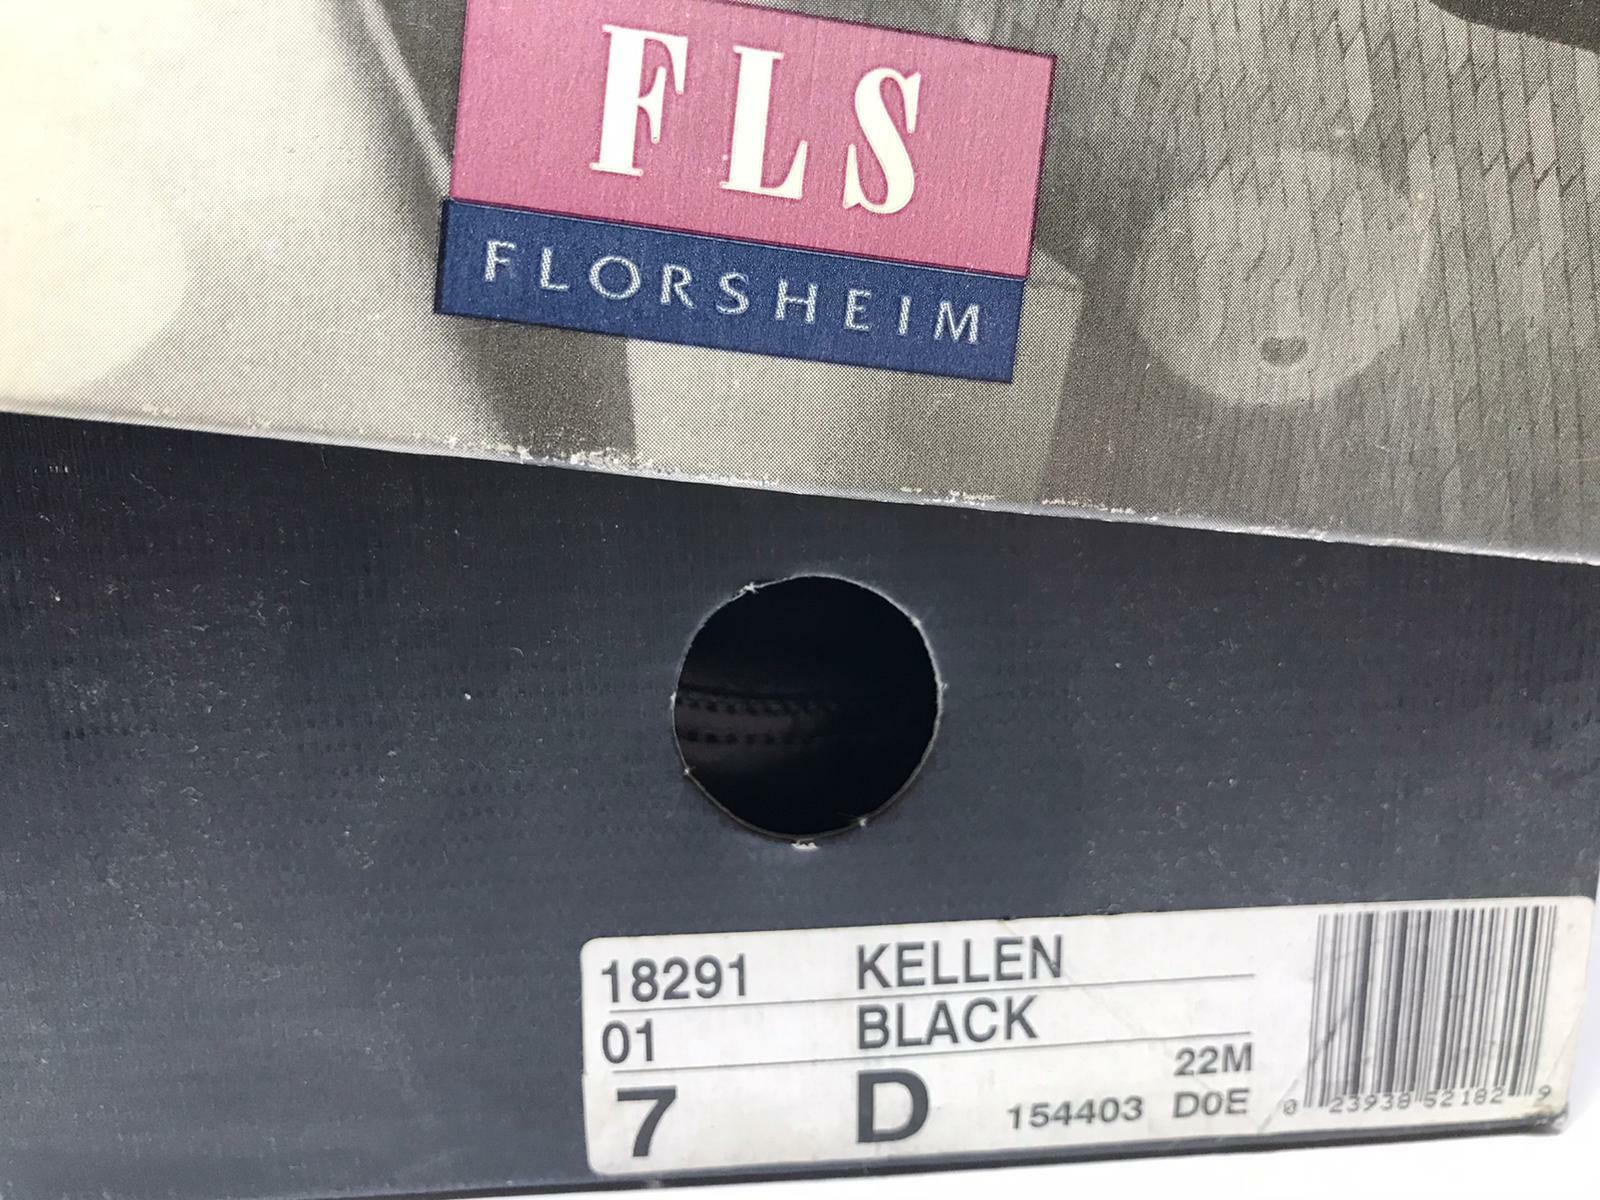 FLS
FLORSHEIM
18291 KELLEN
01 BLACK
22M
7 D 154403 D0E
0 23938 52182 9